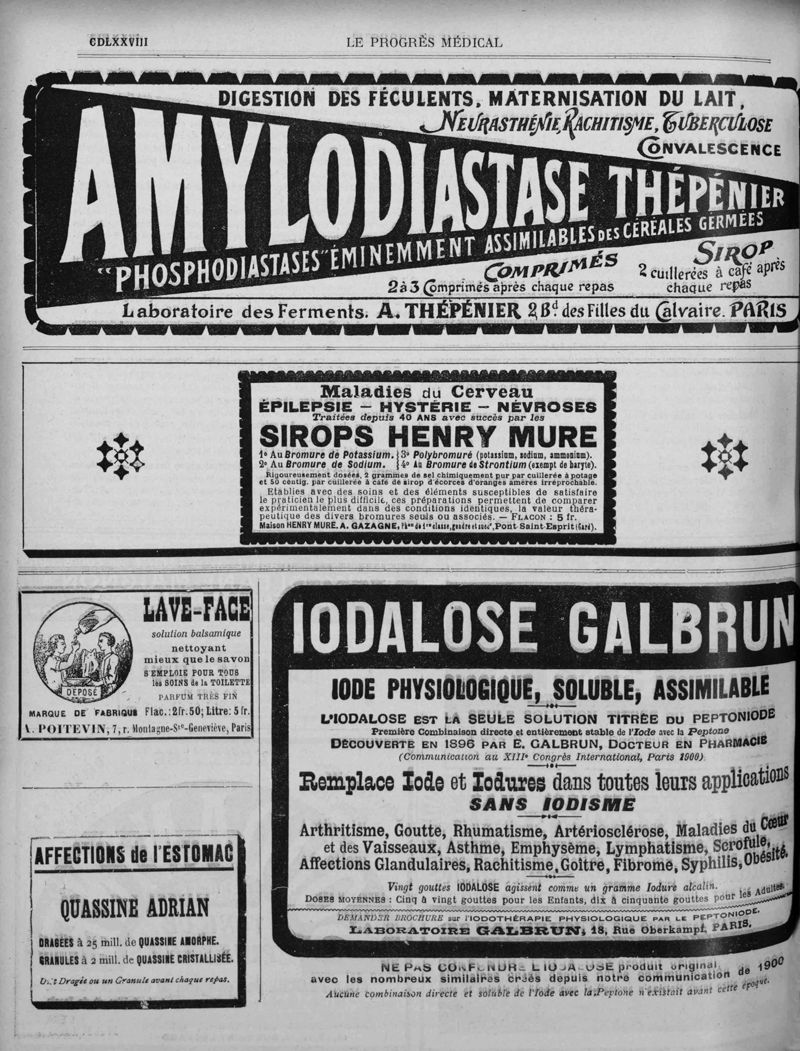 CDLXXVIII
LE PROGRÈS MÉDICAL
DIGESTION DES FÉCULENTS, MATERNISATION DU LAIT,
NEURASTHÉNIE, RACHITISME, TUBERCULOSE
CONVALESCENCE
AMYLODIASTASE THÉPÉNIER
"PHOSPHODIASTASES" ÉMINEMMENT ASSIMILABLES DES CÉRÉALES GERMÉES
COMPRIMÉS
2 à 3 Comprimés après chaque repas
SIROP
2 cuillerées à café après
chaque repas
Laboratoire des Ferments. A. THÉPÉNIER 2, Bd. des Filles du Calvaire. PARIS
Maladies du Cerveau
ÉPILEPSIE — HYSTÉRIE — NÉVROSES
Traitées depuis 40 ANS avec succès par les
SIROPS HENRY MURE
1º Au Bromure de Potassium. 3º Polybromuré (potassium, sodium, ammonium).
2º Au Bromure de Sodium. 4º Au Bromure de Strontium (exempt de baryte).
Rigoureusement dosées, 2 grammes de sel chimiquement pur par cuillerée à potage
et 50 centig. par cuillerée à café de sirop d'écorces d'oranges amères irréprochable.
Etablies avec des soins et des éléments susceptibles de satisfaire
le praticien le plus difficile, ces préparations permettent de comparer
expérimentalement dans des conditions identiques, la valeur théra-
peutique des divers bromures seuls ou associés. — FLACON : 5 fr.
Maison HENRY MURE, A. GAZAGNE, Phen de 1re classe, gendre et succr, Pont-Saint-Esprit (Gard).
LAVE-FACE
solution balsamique
nettoyant
mieux que le savon
S'EMPLOIE POUR TOUS
les SOINS de la TOILETTE
PARFUM TRÈS FIN
DÉPOSÉ
MARQUE DE FABRIQUE Flac.: 2fr.50; Litre: 5 fr.
A. POITEVIN, 7, r. Montagne-Ste-Geneviève, Paris
AFFECTIONS de l'ESTOMAC
QUASSINE ADRIAN
DRAGÉES à 25 mill. de QUASSINE AMORPHE.
GRANULES à 2 mill. de QUASSINE CRISTALLISÉE.
Une Dragée ou un Granule avant chaque repas.
IODALOSE GALBRUN
IODE PHYSIOLOGIQUE, SOLUBLE, ASSIMILABLE
L'IODALOSE EST LA SEULE SOLUTION TITRÉE DU PEPTONIODE
Première Combinaison directe et entièrement stable de l'Iode avec la Peptone
DÉCOUVERTE EN 1896 PAR E. GALBRUN, DOCTEUR EN PHARMACIE
(Communication au XIIIe Congrès International, Paris 1900)
Remplace Iode et Iodures dans toutes leurs applications
SANS IODISME
Arthritisme, Goutte, Rhumatisme, Artériosclérose, Maladies du Cœur
et des Vaisseaux, Asthme, Emphysème, Lymphatisme, Scrofule,
Affections Glandulaires, Rachitisme, Goître, Fibrome, Syphilis, Obésité.
Vingt gouttes IODALOSE agissent comme un gramme Iodure alcalin.
DOSES MOYENNES : Cinq à vingt gouttes pour les Enfants, dix à cinquante gouttes pour les Adultes.
DEMANDER BROCHURE sur l'IODOTHÉRAPIE PHYSIOLOGIQUE PAR LE PEPTONIODE.
LABORATOIRE GALBRUN, 18, Rue Oberkampf, PARIS.
NE PAS CONFONDRE L'IODALOSE produit original,
avec les nombreux similaires créés depuis notre communication de 1900
Aucune combinaison directe et soluble de l'Iode avec la Peptone n'existait avant cette époque.